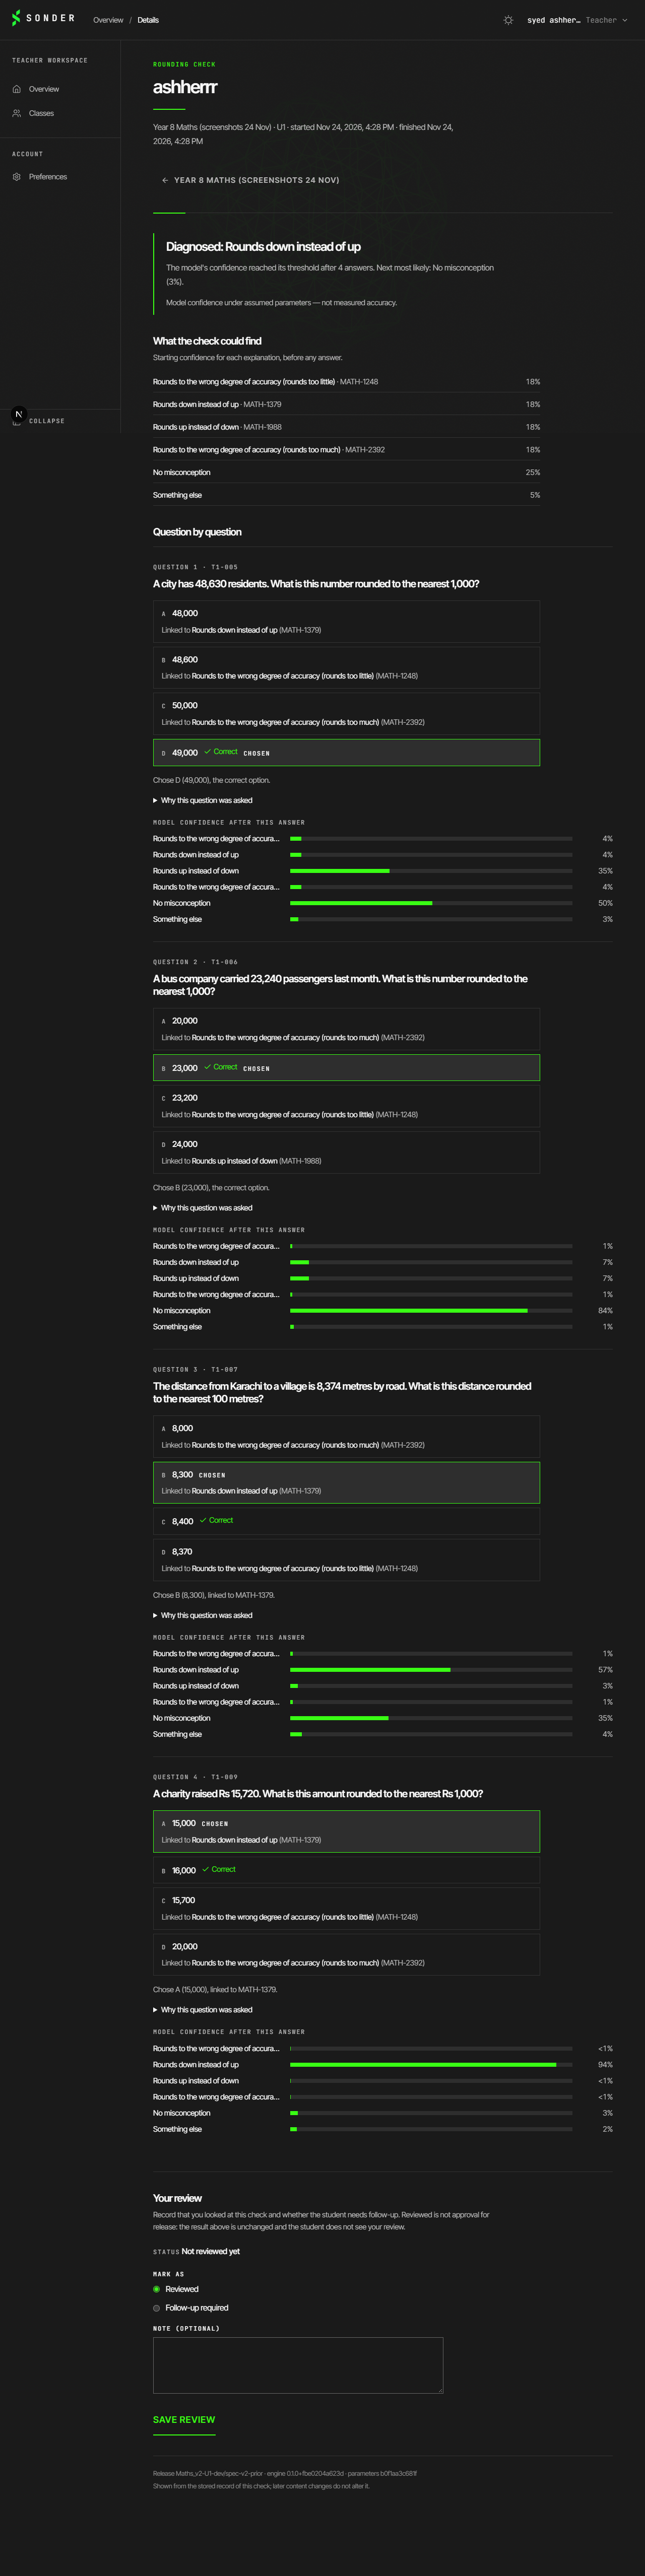 SONDER
Overview / Details
syed ashher… Teacher
TEACHER WORKSPACE
Overview
Classes
ACCOUNT
Preferences
N
COLLAPSE
ROUNDING CHECK
ashherrr
Year 8 Maths (screenshots 24 Nov) · U1 · started Nov 24, 2026, 4:28 PM · finished Nov 24,
2026, 4:28 PM
← YEAR 8 MATHS (SCREENSHOTS 24 NOV)
Diagnosed: Rounds down instead of up
The model's confidence reached its threshold after 4 answers. Next most likely: No misconception
(3%).
Model confidence under assumed parameters — not measured accuracy.
What the check could find
Starting confidence for each explanation, before any answer.
Rounds to the wrong degree of accuracy (rounds too little) · MATH-1248 18%
Rounds down instead of up · MATH-1379 18%
Rounds up instead of down · MATH-1988 18%
Rounds to the wrong degree of accuracy (rounds too much) · MATH-2392 18%
No misconception 25%
Something else 5%
Question by question
QUESTION 1 · T1-005
A city has 48,630 residents. What is this number rounded to the nearest 1,000?
A 48,000
Linked to Rounds down instead of up (MATH-1379)
B 48,600
Linked to Rounds to the wrong degree of accuracy (rounds too little) (MATH-1248)
C 50,000
Linked to Rounds to the wrong degree of accuracy (rounds too much) (MATH-2392)
D 49,000 ✓ Correct CHOSEN
Chose D (49,000), the correct option.
▶ Why this question was asked
MODEL CONFIDENCE AFTER THIS ANSWER
Rounds to the wrong degree of accura… 4%
Rounds down instead of up 4%
Rounds up instead of down 35%
Rounds to the wrong degree of accura… 4%
No misconception 50%
Something else 3%
QUESTION 2 · T1-006
A bus company carried 23,240 passengers last month. What is this number rounded to the
nearest 1,000?
A 20,000
Linked to Rounds to the wrong degree of accuracy (rounds too much) (MATH-2392)
B 23,000 ✓ Correct CHOSEN
C 23,200
Linked to Rounds to the wrong degree of accuracy (rounds too little) (MATH-1248)
D 24,000
Linked to Rounds up instead of down (MATH-1988)
Chose B (23,000), the correct option.
▶ Why this question was asked
MODEL CONFIDENCE AFTER THIS ANSWER
Rounds to the wrong degree of accura… 1%
Rounds down instead of up 7%
Rounds up instead of down 7%
Rounds to the wrong degree of accura… 1%
No misconception 84%
Something else 1%
QUESTION 3 · T1-007
The distance from Karachi to a village is 8,374 metres by road. What is this distance rounded
to the nearest 100 metres?
A 8,000
Linked to Rounds to the wrong degree of accuracy (rounds too much) (MATH-2392)
B 8,300 CHOSEN
Linked to Rounds down instead of up (MATH-1379)
C 8,400 ✓ Correct
D 8,370
Linked to Rounds to the wrong degree of accuracy (rounds too little) (MATH-1248)
Chose B (8,300), linked to MATH-1379.
▶ Why this question was asked
MODEL CONFIDENCE AFTER THIS ANSWER
Rounds to the wrong degree of accura… 1%
Rounds down instead of up 57%
Rounds up instead of down 3%
Rounds to the wrong degree of accura… 1%
No misconception 35%
Something else 4%
QUESTION 4 · T1-009
A charity raised Rs 15,720. What is this amount rounded to the nearest Rs 1,000?
A 15,000 CHOSEN
Linked to Rounds down instead of up (MATH-1379)
B 16,000 ✓ Correct
C 15,700
Linked to Rounds to the wrong degree of accuracy (rounds too little) (MATH-1248)
D 20,000
Linked to Rounds to the wrong degree of accuracy (rounds too much) (MATH-2392)
Chose A (15,000), linked to MATH-1379.
▶ Why this question was asked
MODEL CONFIDENCE AFTER THIS ANSWER
Rounds to the wrong degree of accura… <1%
Rounds down instead of up 94%
Rounds up instead of down <1%
Rounds to the wrong degree of accura… <1%
No misconception 3%
Something else 2%
Your review
Record that you looked at this check and whether the student needs follow-up. Reviewed is not approval for
release: the result above is unchanged and the student does not see your review.
STATUS Not reviewed yet
MARK AS
Reviewed
Follow-up required
NOTE (OPTIONAL)
SAVE REVIEW
Release Maths_v2-U1-dev/spec-v2-prior · engine 0.1.0+fbe0204a623d · parameters b0f1aa3c681f
Shown from the stored record of this check; later content changes do not alter it.